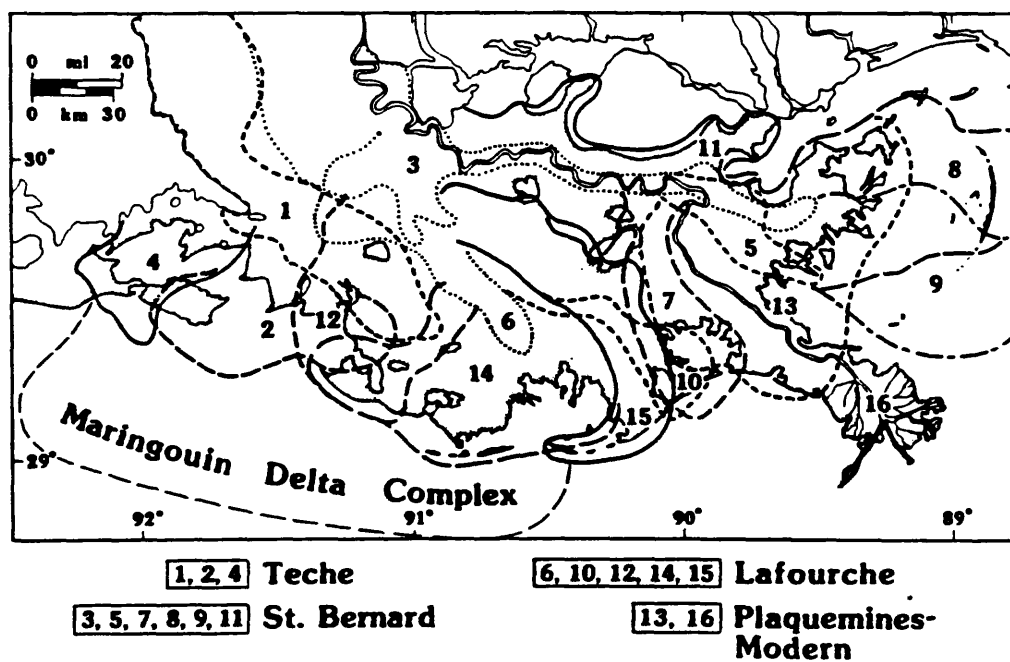 0 mi 20
0 km 30
30°
29°
92°
91°
90°
89°
1
2
3
4
5
6
7
8
9
10
11
12
13
14
15
16
Maringouin Delta Complex
1, 2, 4 Teche
6, 10, 12, 14, 15 Lafourche
3, 5, 7, 8, 9, 11 St. Bernard
13, 16 Plaquemines-
Modern